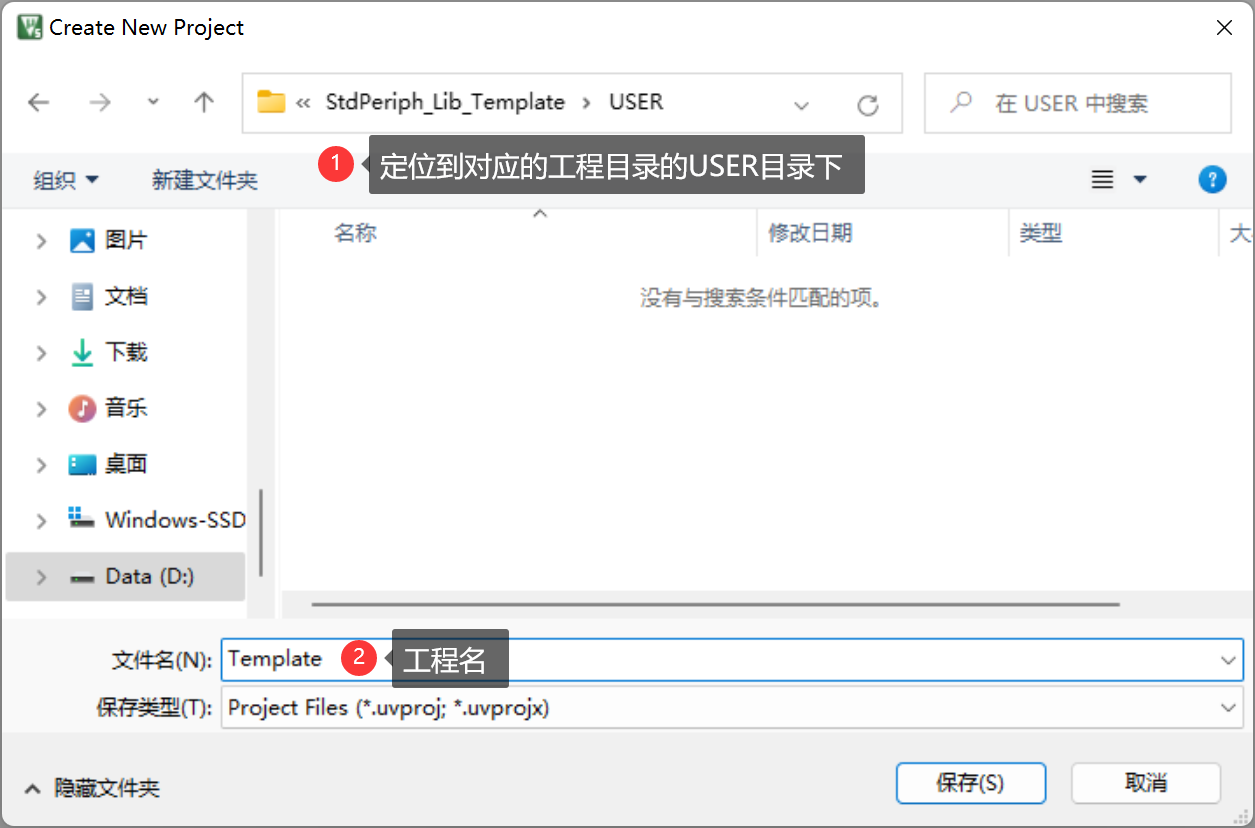 Create New Project
« StdPeriph_Lib_Template › USER
在 USER 中搜索
1 定位到对应的工程目录的USER目录下
组织 新建文件夹
名称 修改日期 类型 大
没有与搜索条件匹配的项。
图片
文档
下载
音乐
桌面
Windows-SSD
Data (D:)
文件名(N): Template 2 工程名
保存类型(T): Project Files (*.uvproj; *.uvprojx)
隐藏文件夹 保存(S) 取消